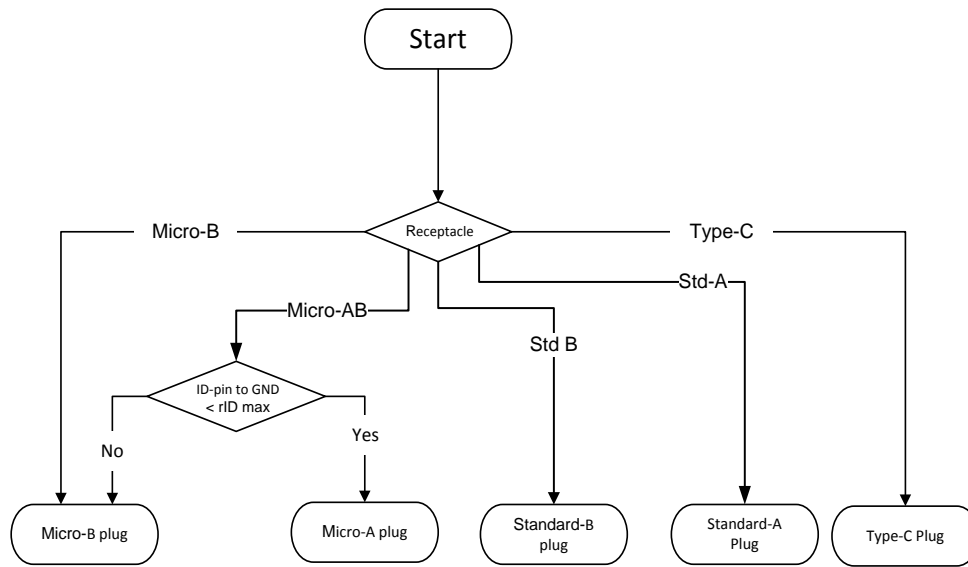 Start
Receptacle
Micro-B
Type-C
Std-A
Micro-AB
Std B
ID-pin to GND
< rID max
No
Yes
Micro-B plug
Micro-A plug
Standard-B
plug
Standard-A
Plug
Type-C Plug